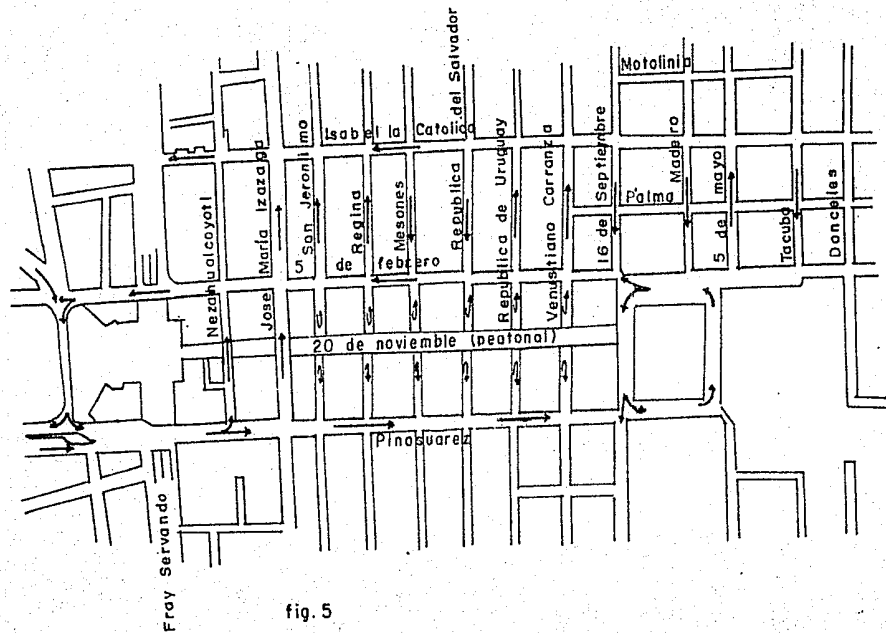 Motolinia
Isabel la Catolica
Palma
5 de febrero
20 de noviembre (peatonal)
Pinosuarez
Fray Servando
Nezahualcoyotl
Jose Maria Izazaga
San Jeronimo
Regina
Mesones
Republica del Salvador
Republica de Uruguay
Venustiano Carranza
16 de Septiembre
Madero
5 de mayo
Tacuba
Donceles
fig. 5